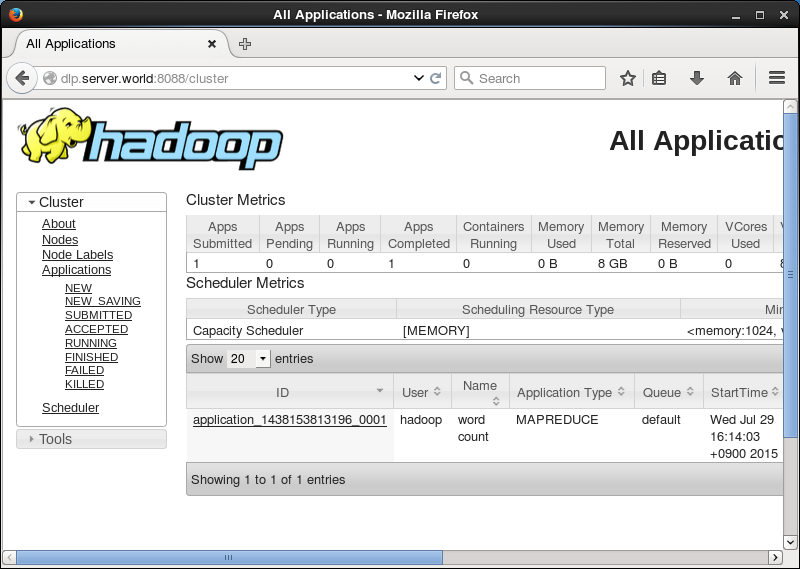 All Applications - Mozilla Firefox
All Applications
dlp.server.world:8088/cluster
Search
hadoop
All Applicatio
Cluster
About
Nodes
Node Labels
Applications
NEW
NEW_SAVING
SUBMITTED
ACCEPTED
RUNNING
FINISHED
FAILED
KILLED
Scheduler
Tools
Cluster Metrics
Apps Submitted Apps Pending Apps Running Apps Completed Containers Running Memory Used Memory Total Memory Reserved VCores Used
1 0 0 1 0 0 B 8 GB 0 B 0
Scheduler Metrics
Scheduler Type Scheduling Resource Type Min
Capacity Scheduler [MEMORY] <memory:1024, v
Show 20 entries
ID User Name Application Type Queue StartTime
application_1438153813196_0001 hadoop word count MAPREDUCE default Wed Jul 29 16:14:03 +0900 2015
Showing 1 to 1 of 1 entries